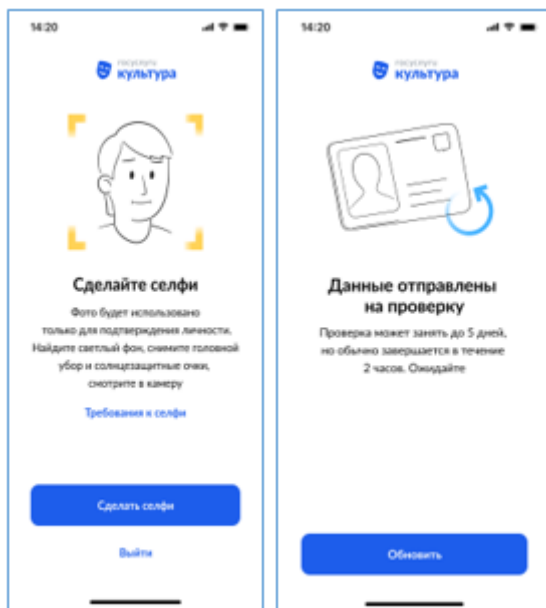 14:20
госуслуги
культура
Сделайте селфи
Фото будет использовано
только для подтверждения личности.
Найдите светлый фон, снимите головной
убор и солнцезащитные очки,
смотрите в камеру
Требования к селфи
Сделать селфи
Выйти
14:20
госуслуги
культура
Данные отправлены
на проверку
Проверка может занять до 5 дней,
но обычно завершается в течение
2 часов. Ожидайте
Обновить